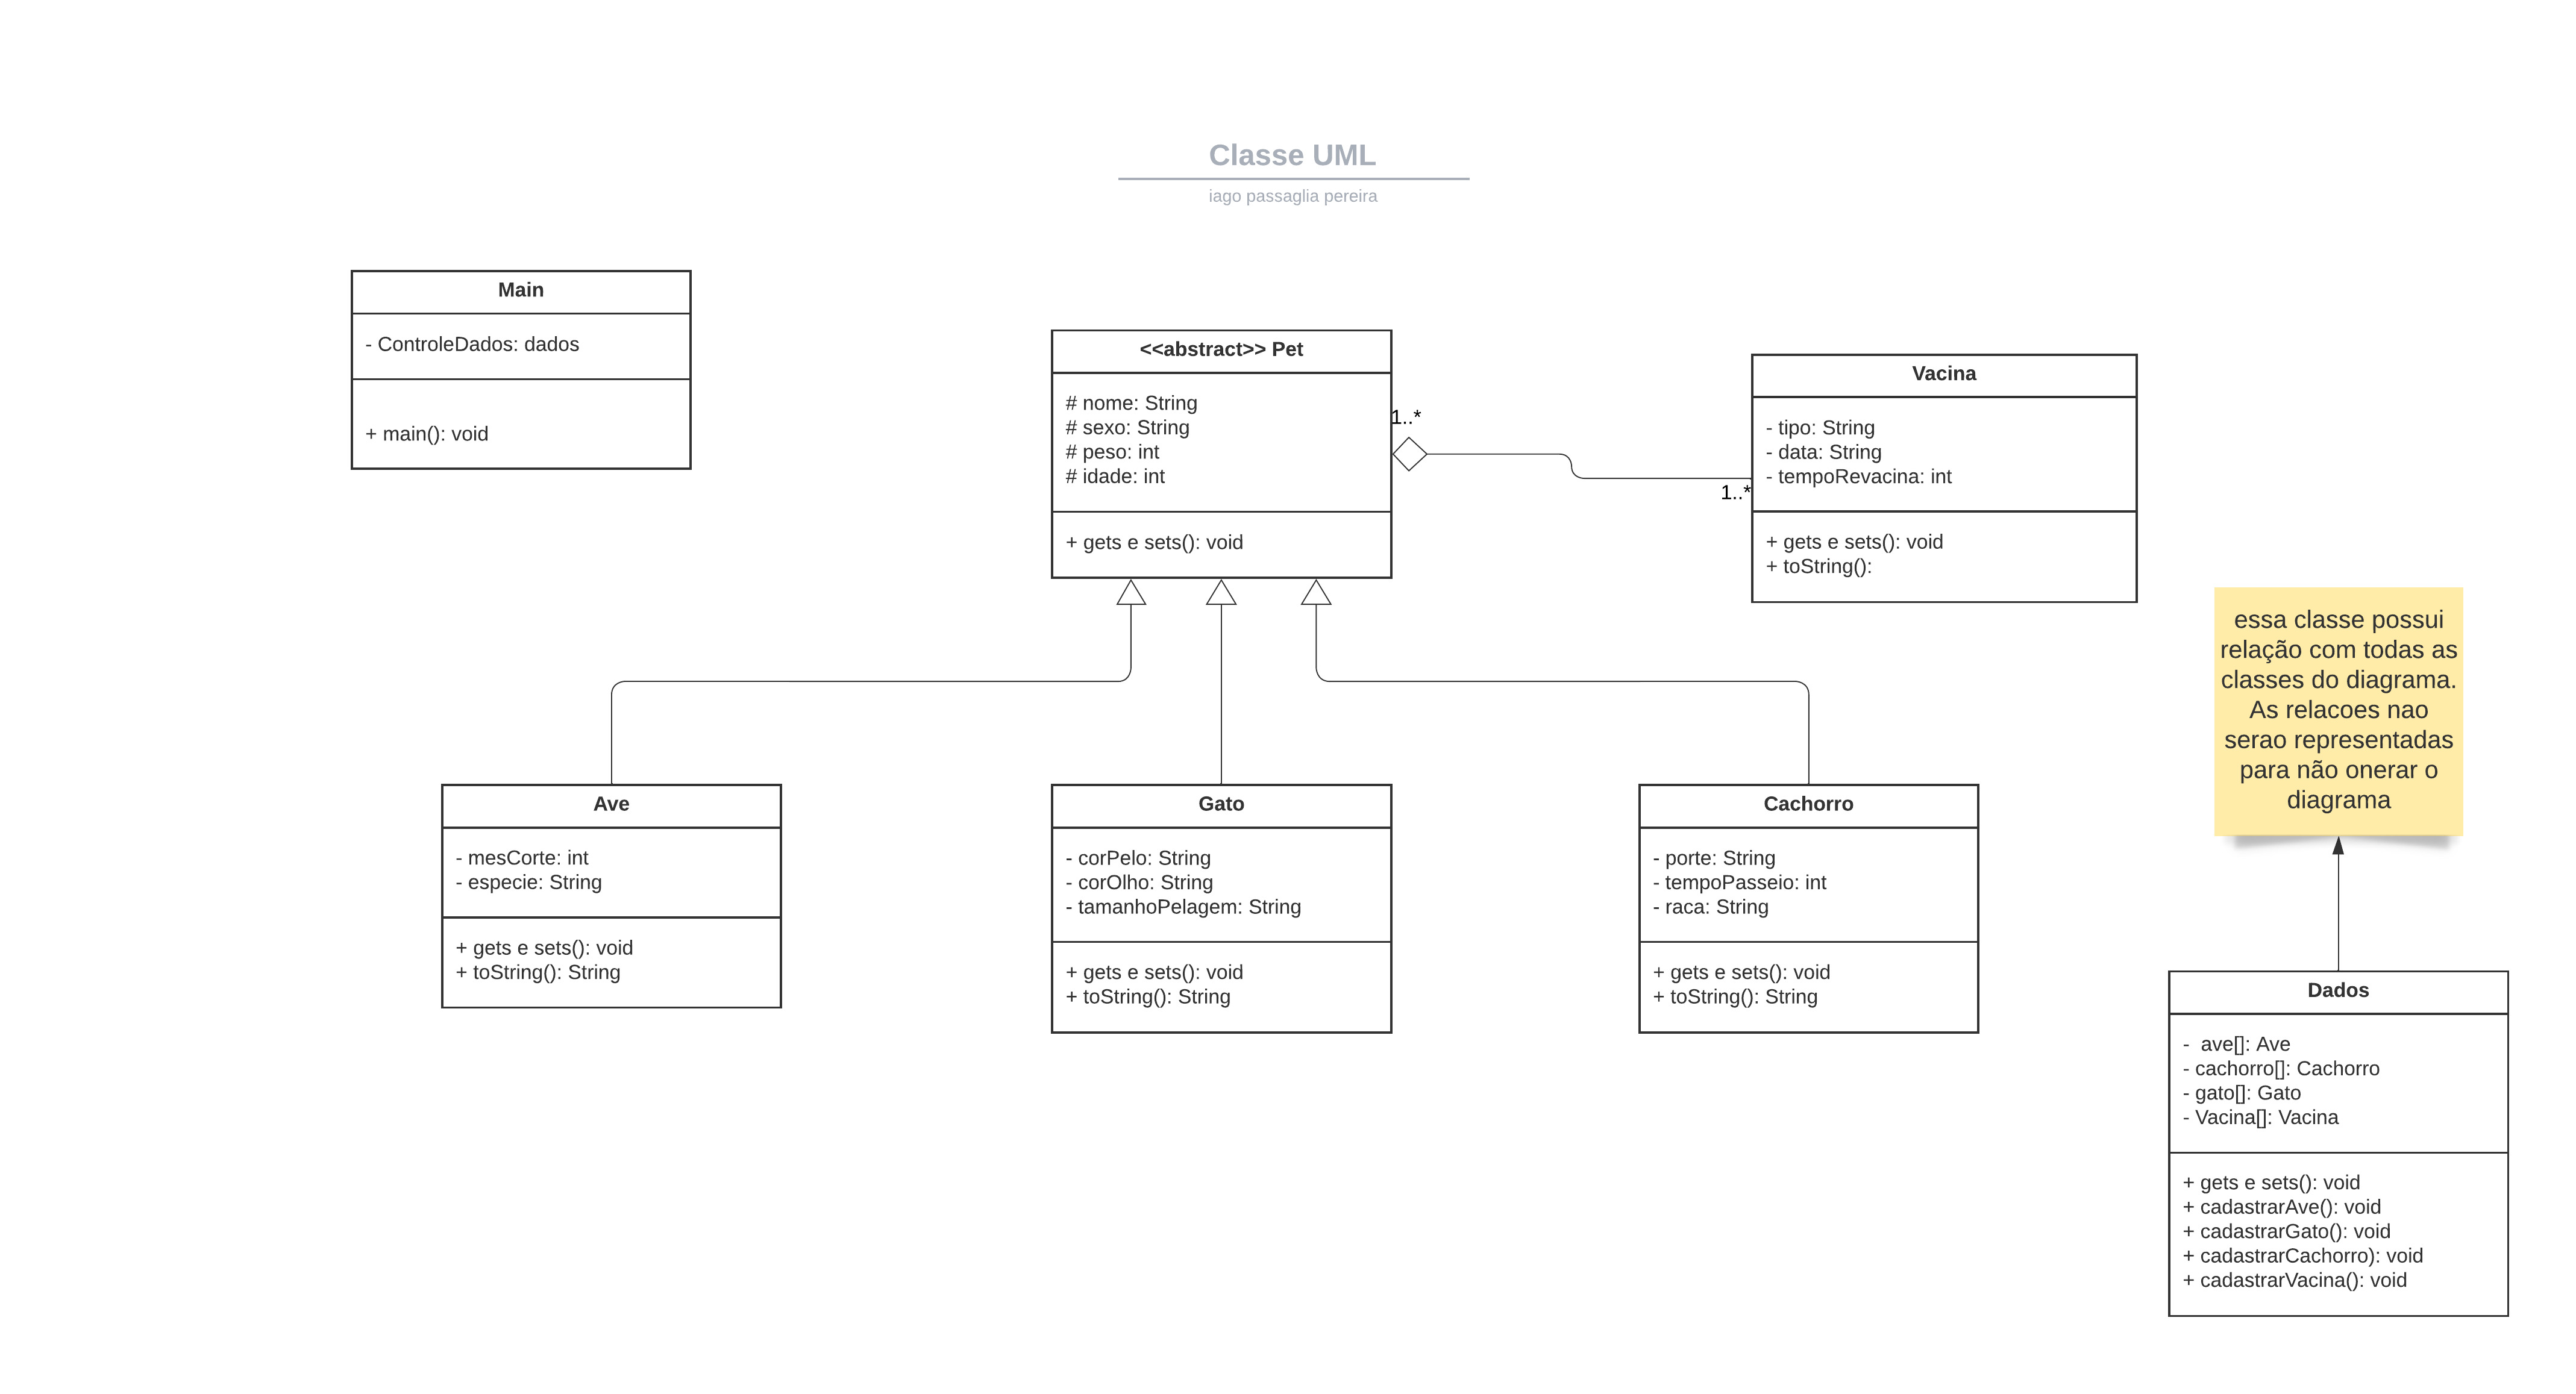 Classe UML
iago passaglia pereira
Main
- ControleDados: dados
+ main(): void
<<abstract>> Pet
# nome: String
# sexo: String
# peso: int
# idade: int
+ gets e sets(): void
1..*
1..*
Vacina
- tipo: String
- data: String
- tempoRevacina: int
+ gets e sets(): void
+ toString():
essa classe possui
relação com todas as
classes do diagrama.
As relacoes nao
serao representadas
para não onerar o
diagrama
Ave
- mesCorte: int
- especie: String
+ gets e sets(): void
+ toString(): String
Gato
- corPelo: String
- corOlho: String
- tamanhoPelagem: String
+ gets e sets(): void
+ toString(): String
Cachorro
- porte: String
- tempoPasseio: int
- raca: String
+ gets e sets(): void
+ toString(): String
Dados
-  ave[]: Ave
- cachorro[]: Cachorro
- gato[]: Gato
- Vacina[]: Vacina
+ gets e sets(): void
+ cadastrarAve(): void
+ cadastrarGato(): void
+ cadastrarCachorro): void
+ cadastrarVacina(): void